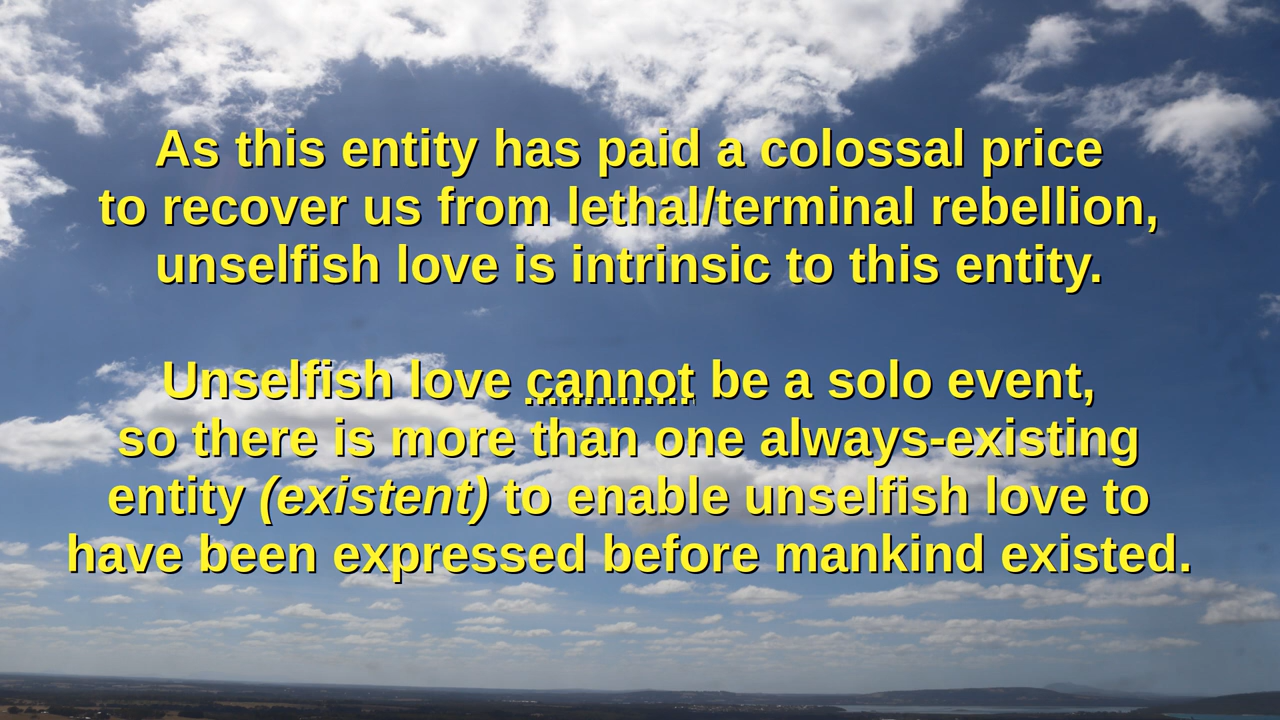 As this entity has paid a colossal price
to recover us from lethal/terminal rebellion,
unselfish love is intrinsic to this entity.
Unselfish love cannot be a solo event,
so there is more than one always-existing
entity (existent) to enable unselfish love to
have been expressed before mankind existed.